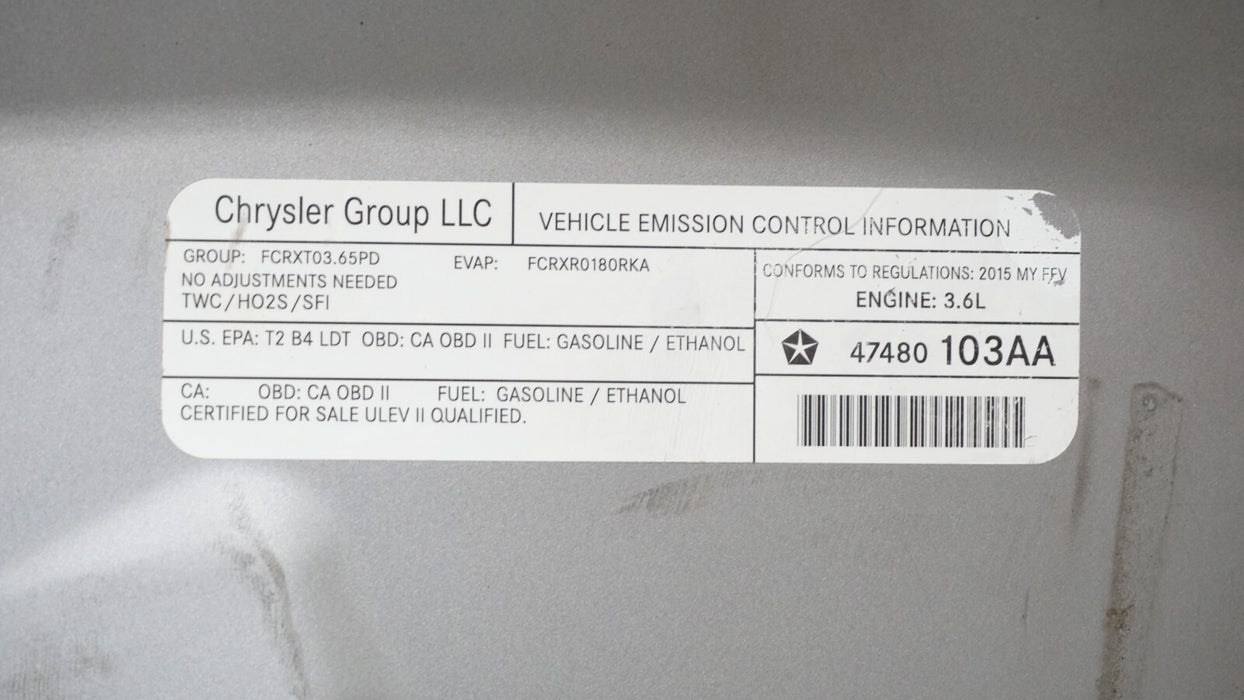 Chrysler Group LLC
VEHICLE EMISSION CONTROL INFORMATION
GROUP: FCRXT03.65PD EVAP: FCRXR0180RKA
NO ADJUSTMENTS NEEDED
TWC/HO2S/SFI
CONFORMS TO REGULATIONS: 2015 MY FFV
ENGINE: 3.6L
U.S. EPA: T2 B4 LDT OBD: CA OBD II FUEL: GASOLINE / ETHANOL
47480 103AA
CA: OBD: CA OBD II FUEL: GASOLINE / ETHANOL
CERTIFIED FOR SALE ULEV II QUALIFIED.